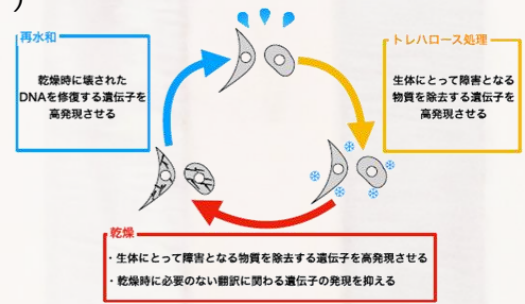 )
再水和
乾燥時に壊された
DNAを修復する遺伝子を
高発現させる
トレハロース処理
生体にとって障害となる
物質を除去する遺伝子を
高発現させる
乾燥
・生体にとって障害となる物質を除去する遺伝子を高発現させる
・乾燥時に必要のない翻訳に関わる遺伝子の発現を抑える